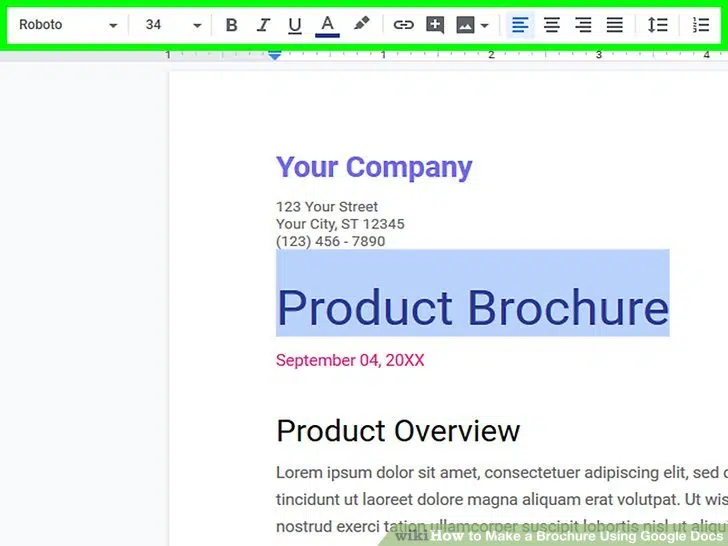 Roboto 34 B I U A
1 1 2 3 4
Your Company
123 Your Street
Your City, ST 12345
(123) 456 - 7890
Product Brochure
September 04, 20XX
Product Overview
Lorem ipsum dolor sit amet, consectetuer adipiscing elit, sed
tincidunt ut laoreet dolore magna aliquam erat volutpat. Ut wis
nostrud exerci tation ullamcorper suscipit lobortis nisl ut aliqu
wikiHow to Make a Brochure Using Google Docs